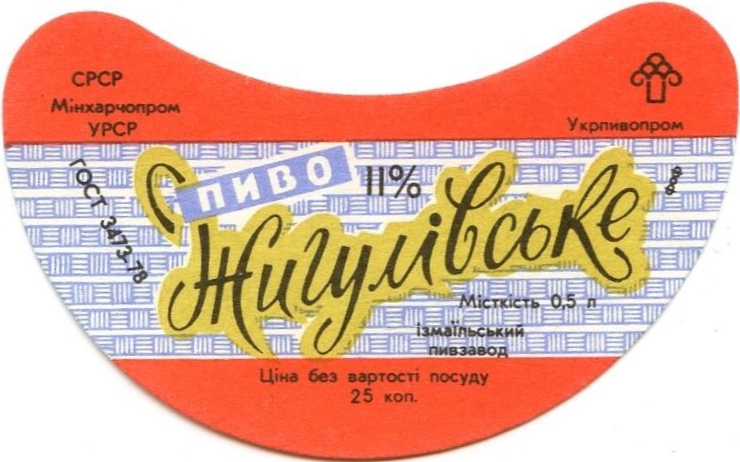 СРСР
Мінхарчопром
УРСР
Укрпивопром
ГОСТ 3473-78
ПИВО 11%
Жигулівське
Місткість 0,5 л
ізмаїльський
пивзавод
Ціна без вартості посуду
25 коп.